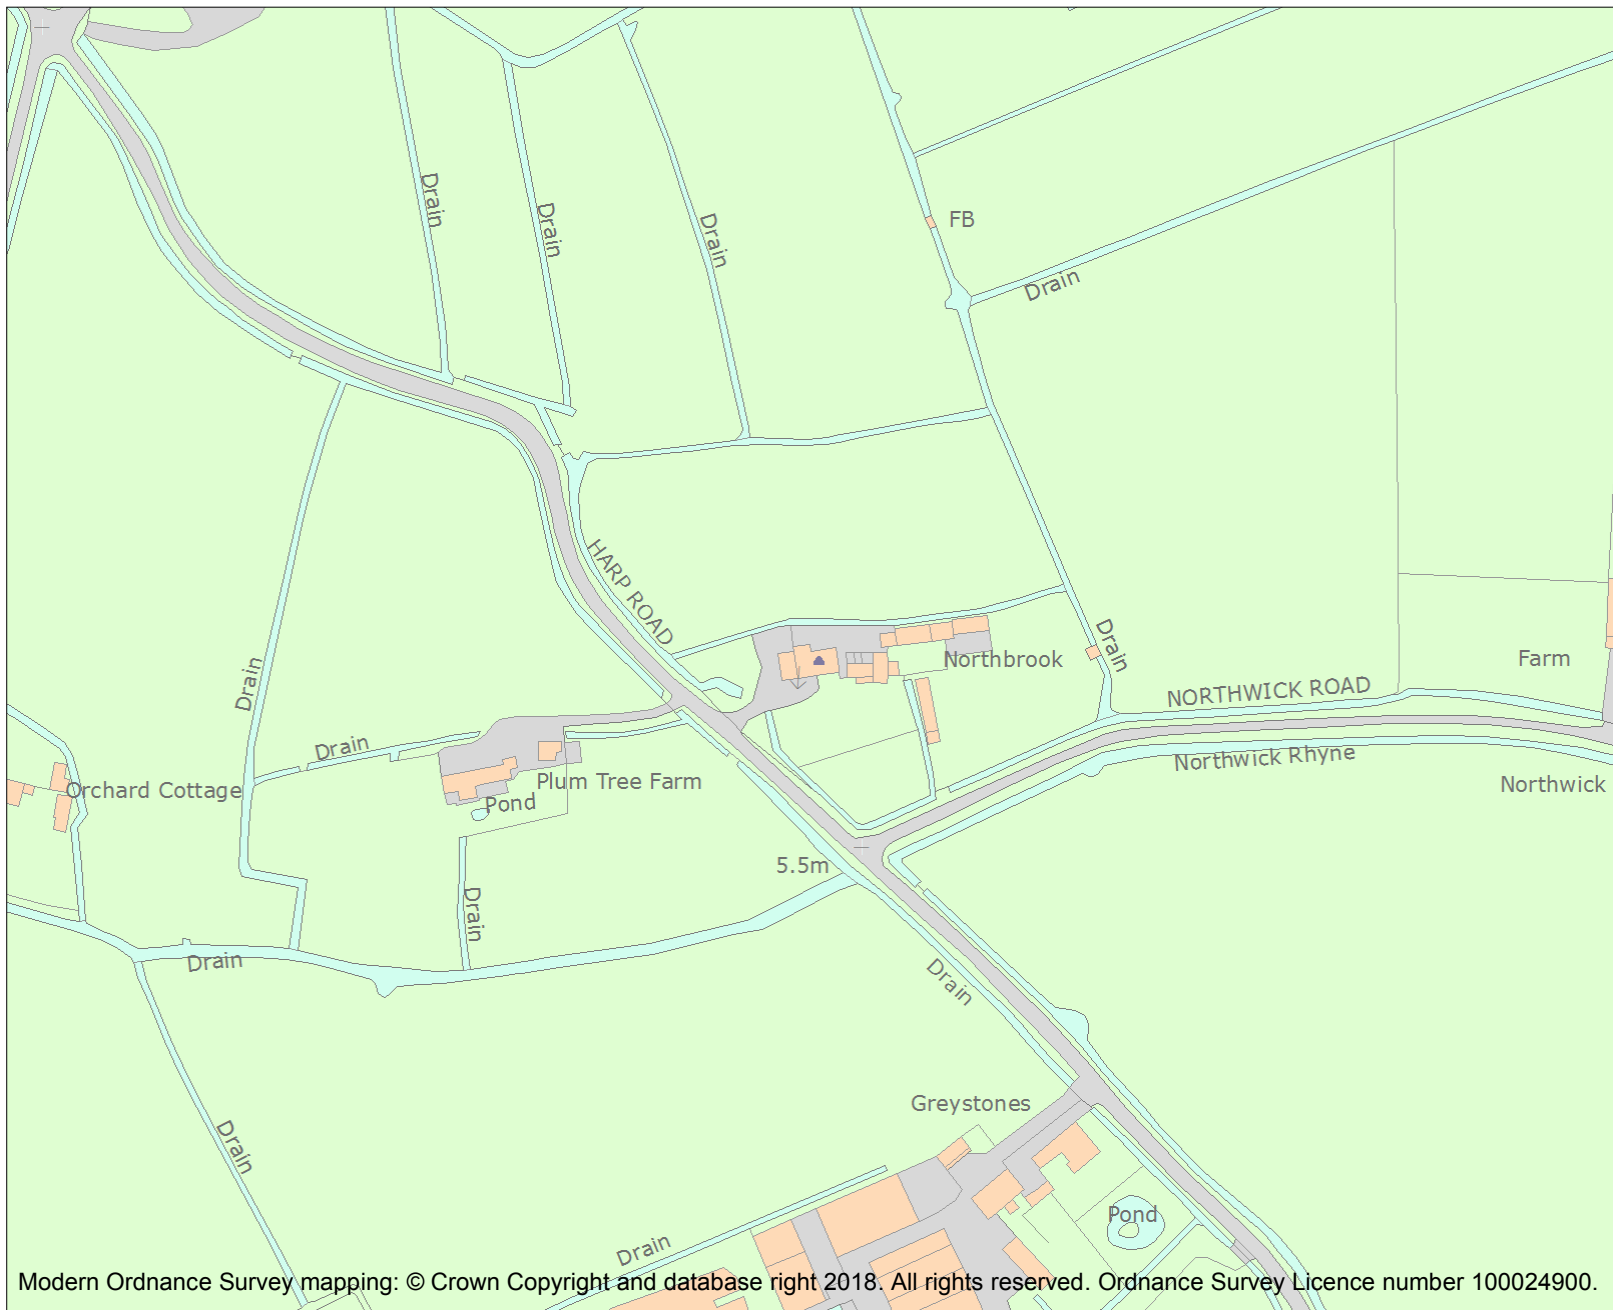 Drain
Drain
Drain
FB
Drain
HARP ROAD
Drain
Northbrook
Farm
Drain
NORTHWICK ROAD
Drain
Northwick Rhyne
Orchard Cottage
Plum Tree Farm
Northwick
Pond
5.5m
Drain
Drain
Drain
Greystones
Drain
Pond
Drain
Modern Ordnance Survey mapping: © Crown Copyright and database right 2018. All rights reserved. Ordnance Survey Licence number 100024900.